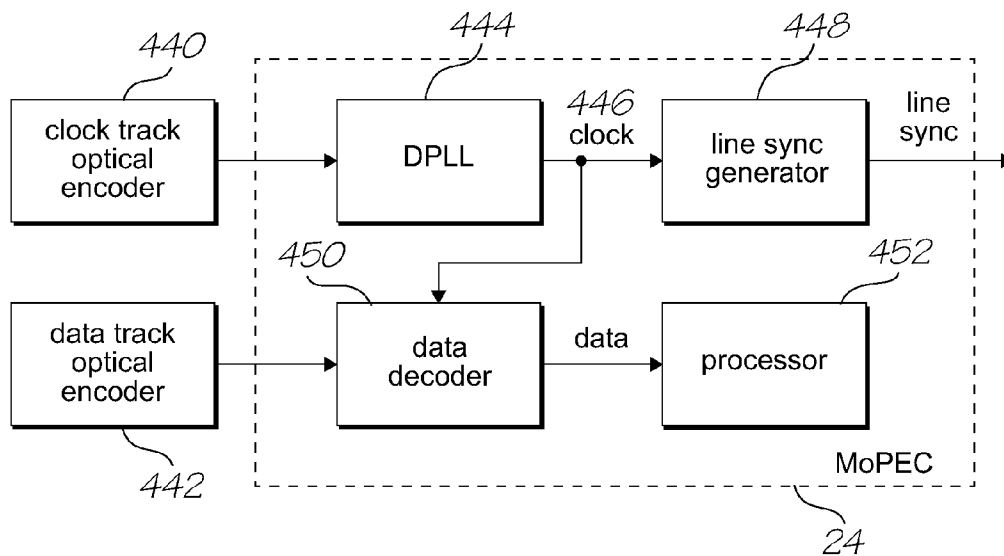 440
444
448
clock track
optical
encoder
DPLL
446
clock
line sync
generator
line
sync
450
452
data track
optical
encoder
data
decoder
data
processor
442
MoPEC
24